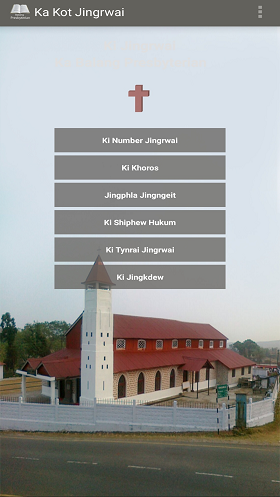 Ka Kot Jingrwai
Ki Number Jingrwai
Ki Khoros
Jingphla Jingngeit
Ki Shiphew Hukum
Ki Tynrai Jingrwai
Ki Jingkdew